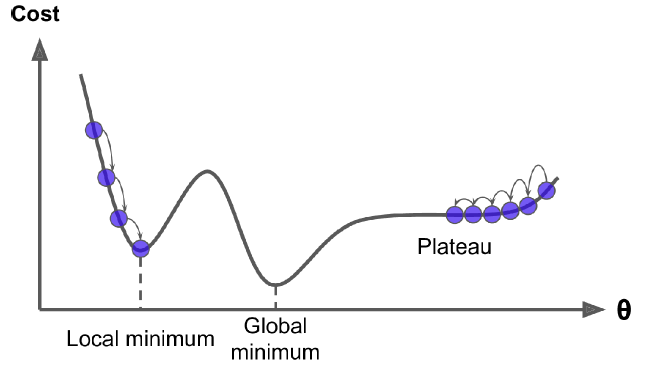 Cost
Plateau
θ
Local minimum
Global
minimum